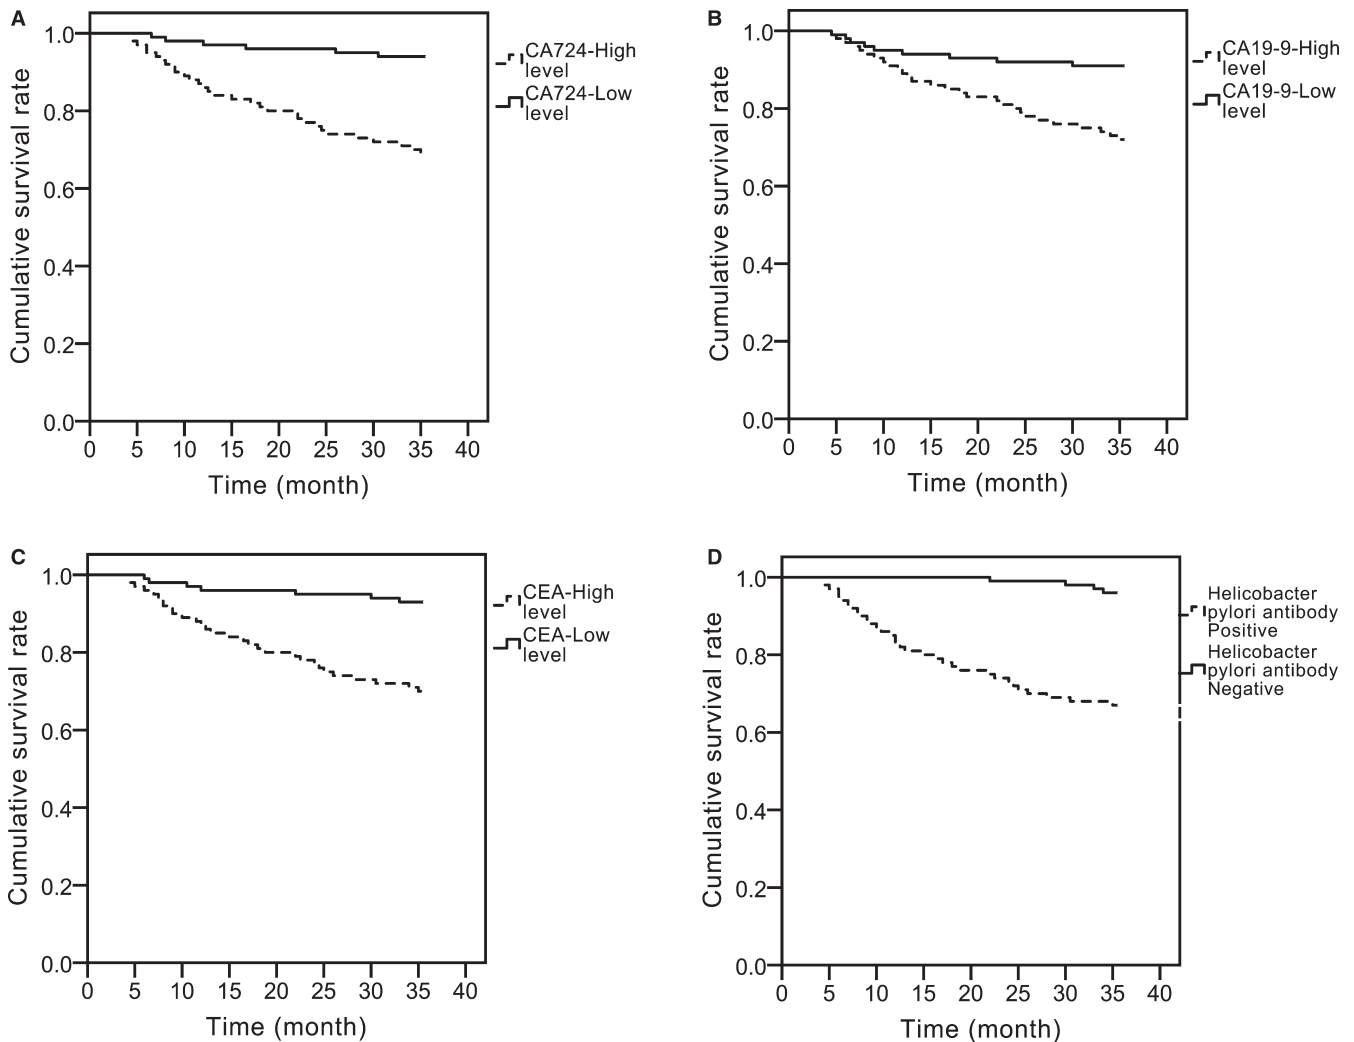 A
Cumulative survival rate
1.0
0.8
0.6
0.4
0.2
0.0
0 5 10 15 20 25 30 35 40
Time (month)
CA724-High
level
CA724-Low
level
B
Cumulative survival rate
1.0
0.8
0.6
0.4
0.2
0.0
0 5 10 15 20 25 30 35 40
Time (month)
CA19-9-High
level
CA19-9-Low
level
C
Cumulative survival rate
1.0
0.8
0.6
0.4
0.2
0.0
0 5 10 15 20 25 30 35 40
Time (month)
CEA-High
level
CEA-Low
level
D
Cumulative survival rate
1.0
0.8
0.6
0.4
0.2
0.0
0 5 10 15 20 25 30 35 40
Time (month)
Helicobacter
pylori antibody
Positive
Helicobacter
pylori antibody
Negative